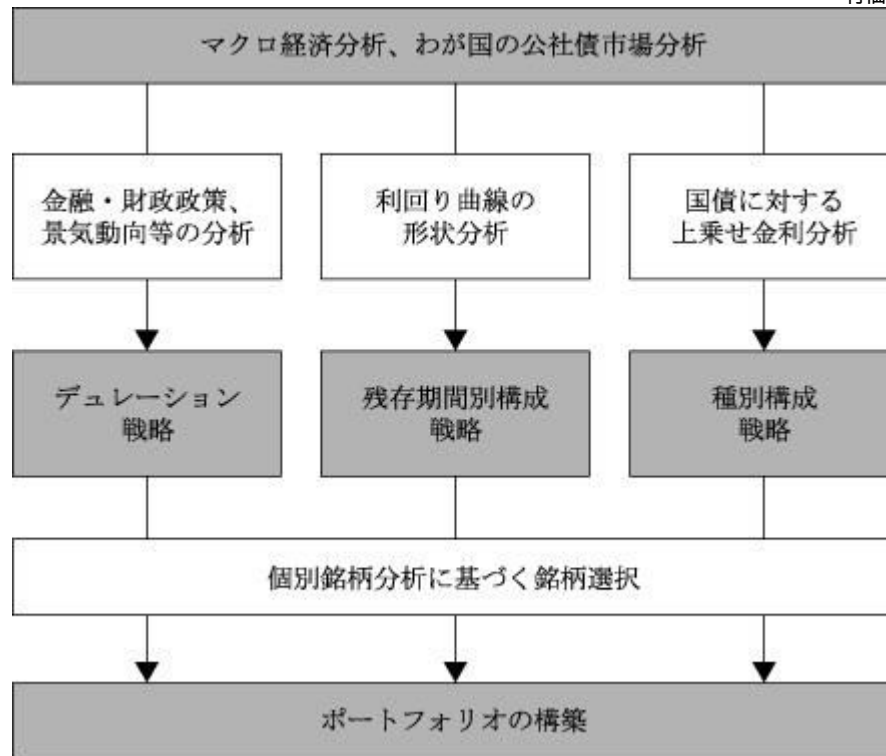 マクロ経済分析、わが国の公社債市場分析
金融・財政政策、
景気動向等の分析
利回り曲線の
形状分析
国債に対する
上乗せ金利分析
デュレーション
戦略
残存期間別構成
戦略
種別構成
戦略
個別銘柄分析に基づく銘柄選択
ポートフォリオの構築